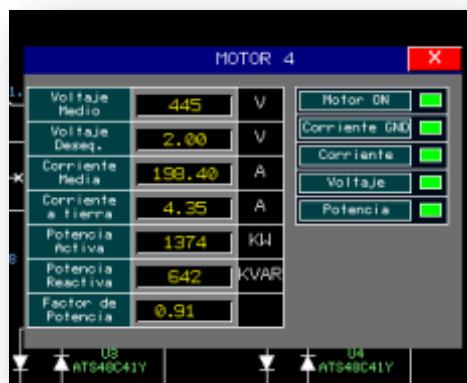 MOTOR 4
X
1.
Voltaje
Medio
445
V
Motor ON
Voltaje
Deseq.
2.00
V
Corriente GND
Corriente
Media
198.40
A
Corriente
Corriente
a tierra
4.35
A
Voltaje
Potencia
Activa
1374
KW
Potencia
8
Potencia
Reactiva
642
KVAR
Factor de
Potencia
0.91
U3
ATS48C41Y
U4
ATS48C41Y